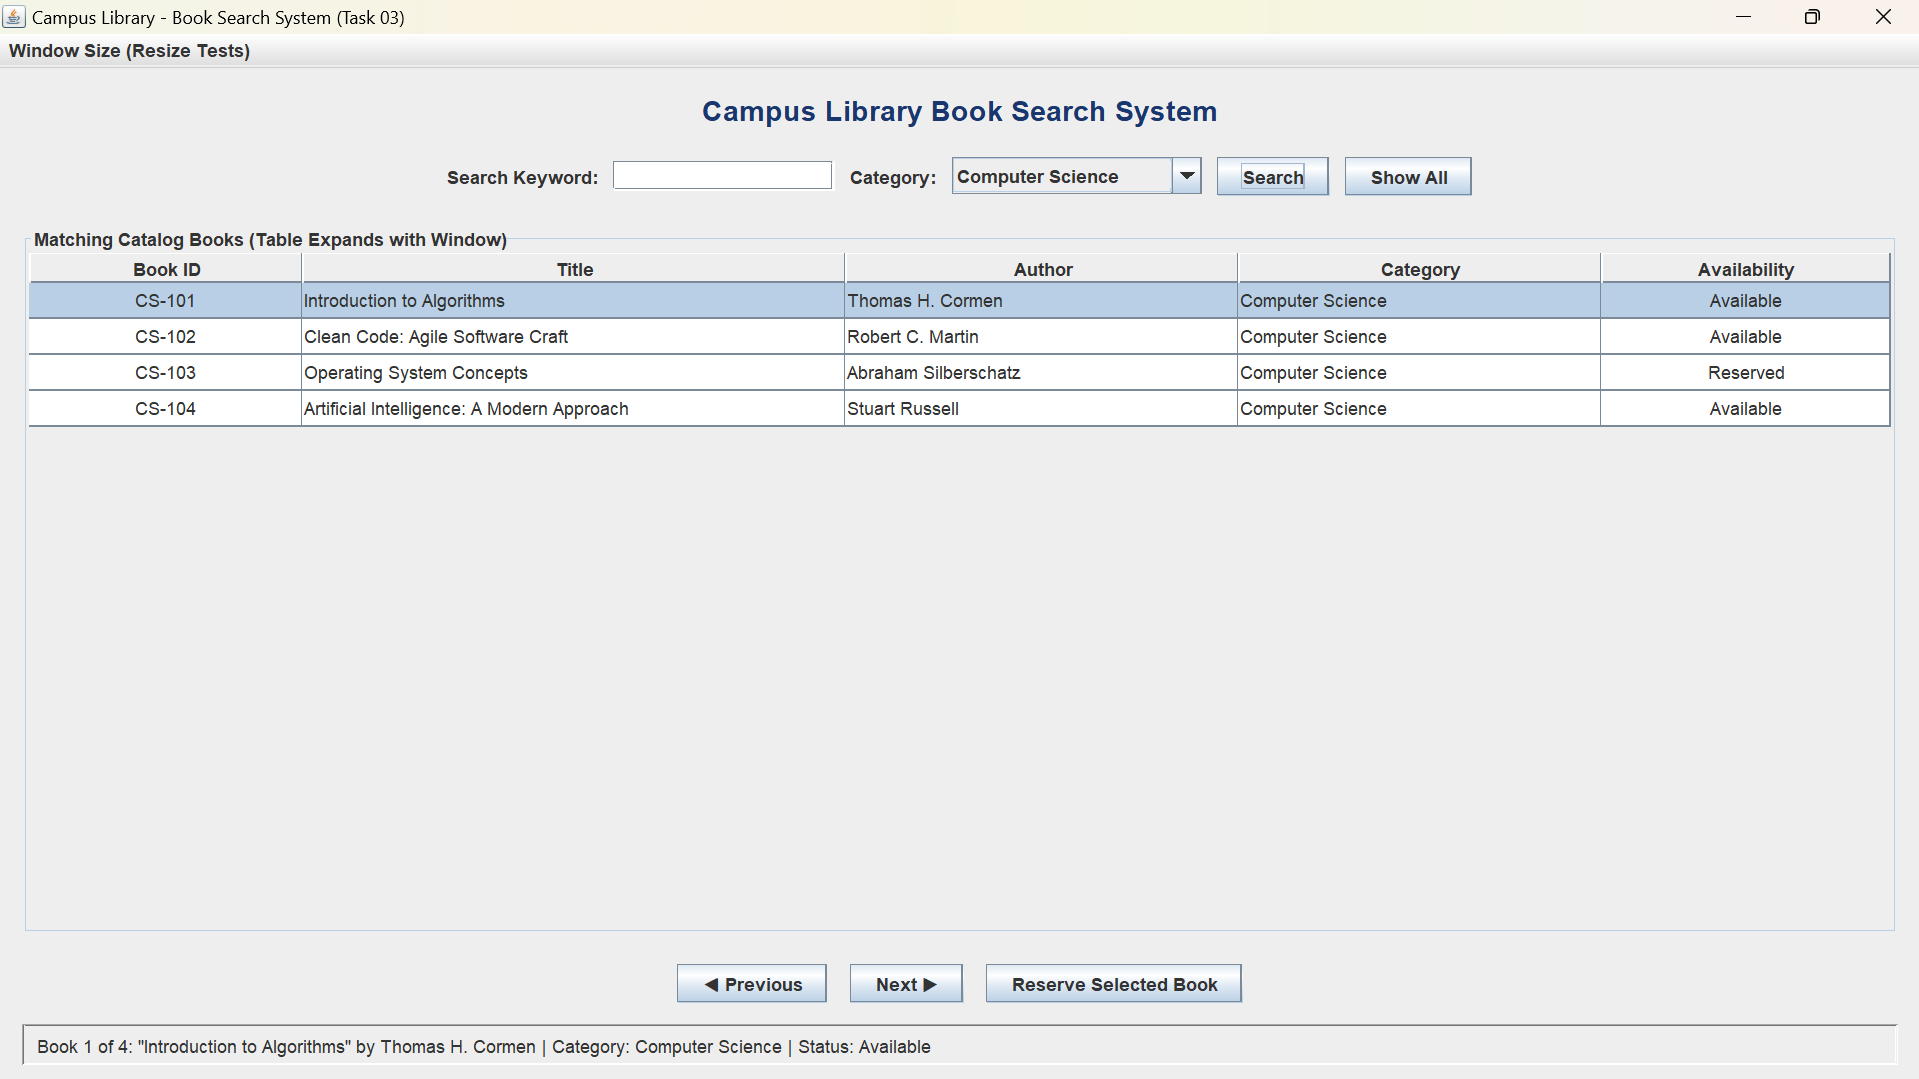 Campus Library - Book Search System (Task 03)
Window Size (Resize Tests)
Campus Library Book Search System
Search Keyword: Category: Computer Science Search Show All
Matching Catalog Books (Table Expands with Window)
Book ID Title Author Category Availability
CS-101 Introduction to Algorithms Thomas H. Cormen Computer Science Available
CS-102 Clean Code: Agile Software Craft Robert C. Martin Computer Science Available
CS-103 Operating System Concepts Abraham Silberschatz Computer Science Reserved
CS-104 Artificial Intelligence: A Modern Approach Stuart Russell Computer Science Available
◀ Previous Next ▶ Reserve Selected Book
Book 1 of 4: "Introduction to Algorithms" by Thomas H. Cormen | Category: Computer Science | Status: Available